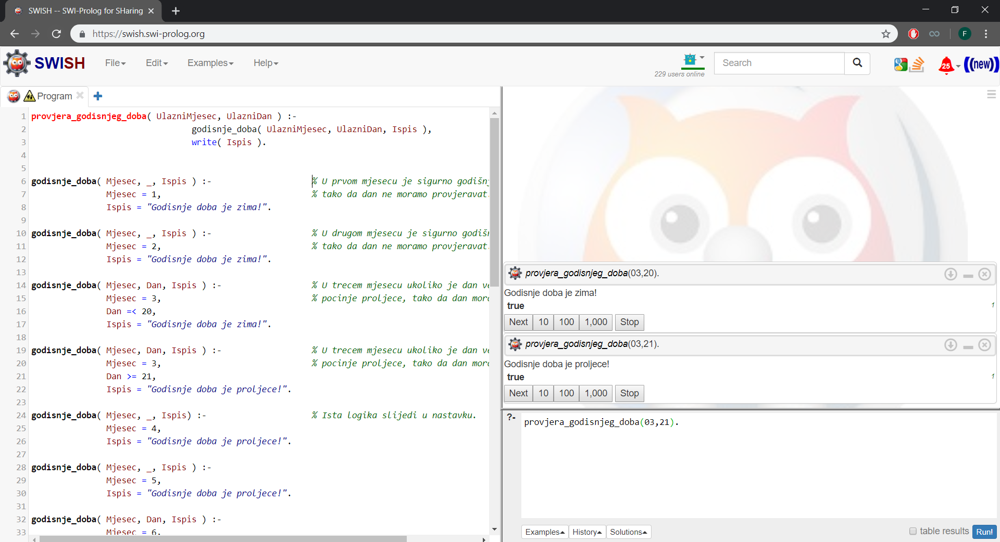 SWISH -- SWI-Prolog for SHaring
https://swish.swi-prolog.org
F
SWISH File Edit Examples Help
229 users online
Search
25
((new))
Program
1 provjera_godisnjeg_doba( UlazniMjesec, UlazniDan ) :-
2 godisnje_doba( UlazniMjesec, UlazniDan, Ispis ),
3 write( Ispis ).
4
5
6 godisnje_doba( Mjesec, _, Ispis ) :- % U prvom mjesecu je sigurno
7 Mjesec = 1, % tako da dan ne moramo
8 Ispis = "Godisnje doba je zima!".
9
10 godisnje_doba( Mjesec, _, Ispis ) :- % U drugom mjesecu je sigurno
11 Mjesec = 2, % tako da dan ne moramo
12 Ispis = "Godisnje doba je zima!".
13
14 godisnje_doba( Mjesec, Dan, Ispis ) :- % U trecem mjesecu ukoliko je dan
15 Mjesec = 3, % pocinje proljece, tako da dan
16 Dan =< 20,
17 Ispis = "Godisnje doba je zima!".
18
19 godisnje_doba( Mjesec, Dan, Ispis ) :- % U trecem mjesecu ukoliko je dan
20 Mjesec = 3, % pocinje proljece, tako da dan
21 Dan >= 21,
22 Ispis = "Godisnje doba je proljece!".
23
24 godisnje_doba( Mjesec, _, Ispis) :- % Ista logika slijedi u nastavku.
25 Mjesec = 4,
26 Ispis = "Godisnje doba je proljece!".
27
28 godisnje_doba( Mjesec, _, Ispis ) :-
29 Mjesec = 5,
30 Ispis = "Godisnje doba je proljece!".
31
32 godisnje_doba( Mjesec, Dan, Ispis ) :-
33 Mjesec = 6,
provjera_godisnjeg_doba(03,20).
Godisnje doba je zima!
true 1
Next 10 100 1,000 Stop
provjera_godisnjeg_doba(03,21).
Godisnje doba je proljece!
true 1
Next 10 100 1,000 Stop
?- provjera_godisnjeg_doba(03,21).
Examples History Solutions table results Run!